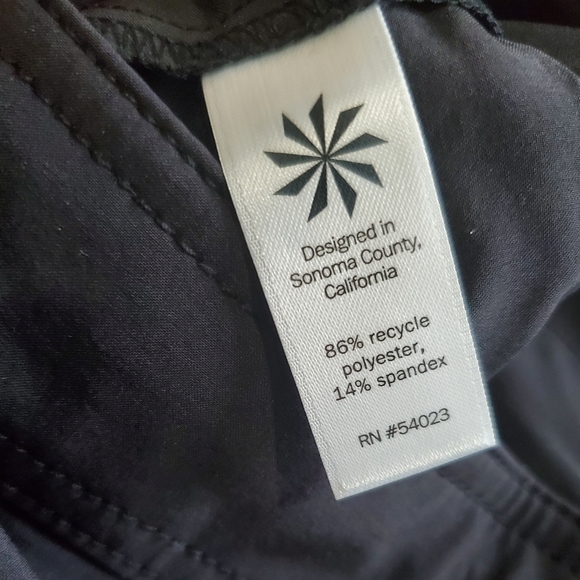 Designed in
Sonoma County,
California
86% recycle
polyester,
14% spandex
RN #54023